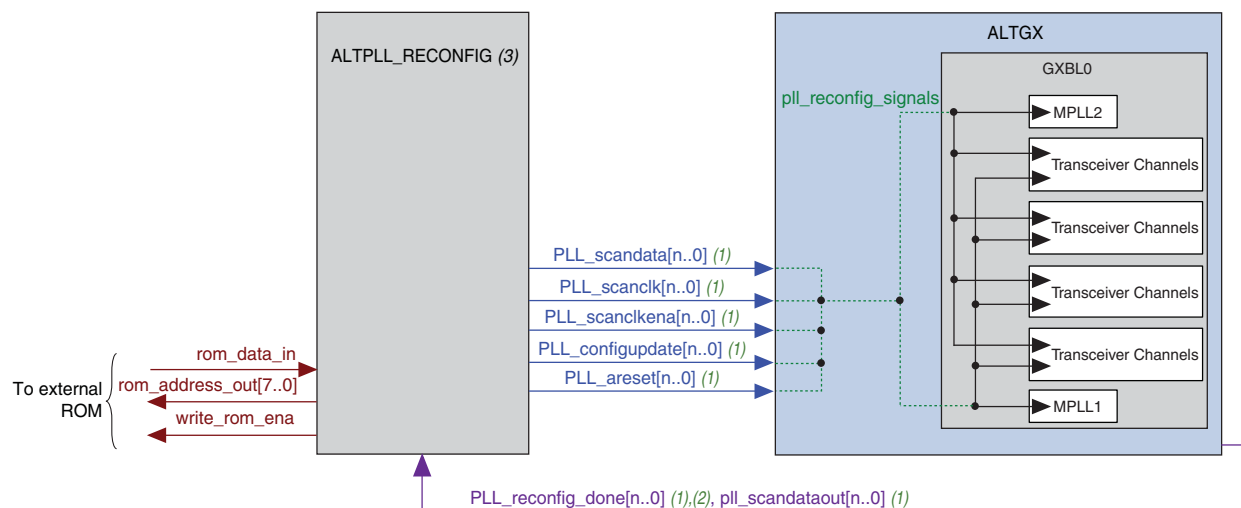 ALTPLL_RECONFIG (3)
ALTGX
GXBL0
pll_reconfig_signals
MPLL2
Transceiver Channels
Transceiver Channels
Transceiver Channels
Transceiver Channels
MPLL1
PLL_scandata[n..0] (1)
PLL_scanclk[n..0] (1)
PLL_scanclkena[n..0] (1)
PLL_configupdate[n..0] (1)
PLL_areset[n..0] (1)
To external
ROM
rom_data_in
rom_address_out[7..0]
write_rom_ena
PLL_reconfig_done[n..0] (1),(2), pll_scandataout[n..0] (1)